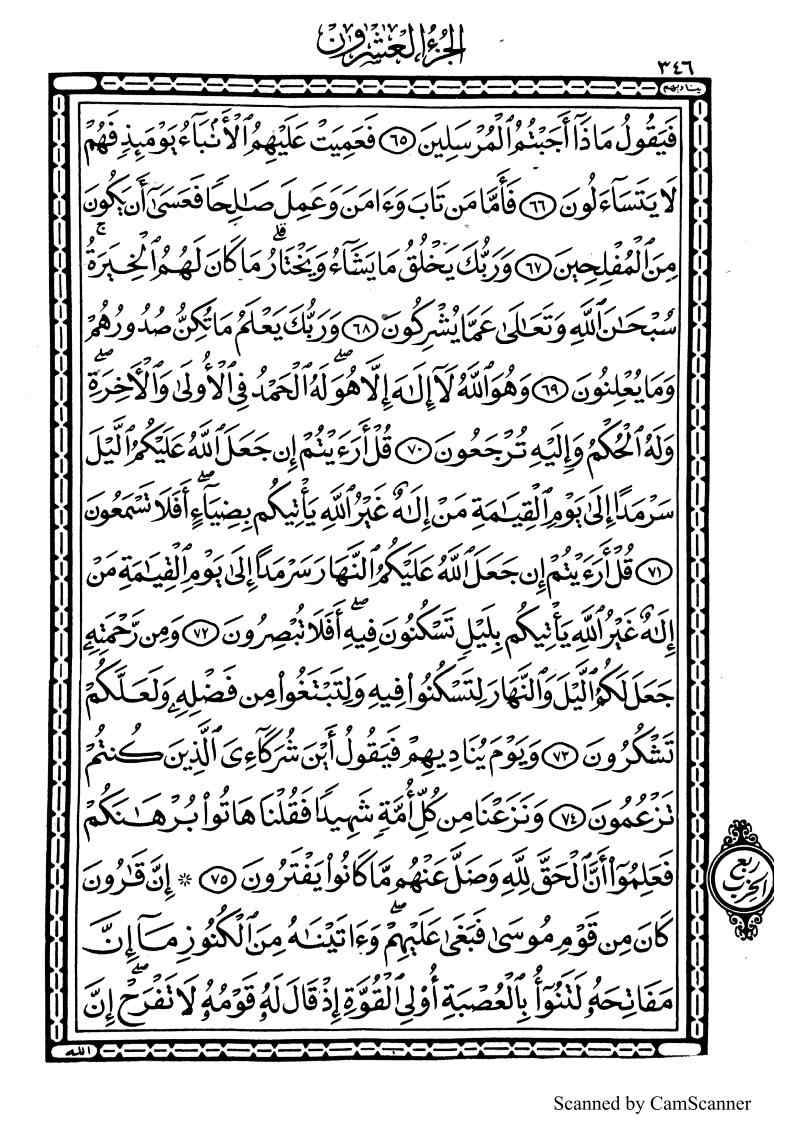 الجزء العشرون
٣٤٦
يناديهم
فَيَقُولُ مَاذَآ أَجَبْتُمُ ٱلْمُرْسَلِينَ ٦٥ فَعَمِيَتْ عَلَيْهِمُ ٱلْأَنۢبَآءُ يَوْمَئِذٍ فَهُمْ
لَا يَتَسَآءَلُونَ ٦٦ فَأَمَّا مَن تَابَ وَءَامَنَ وَعَمِلَ صَـٰلِحًا فَعَسَىٰٓ أَن يَكُونَ
مِنَ ٱلْمُفْلِحِينَ ٦٧ وَرَبُّكَ يَخْلُقُ مَا يَشَآءُ وَيَخْتَارُ ۗ مَا كَانَ لَهُمُ ٱلْخِيَرَةُ ۚ
سُبْحَـٰنَ ٱللَّهِ وَتَعَـٰلَىٰ عَمَّا يُشْرِكُونَ ٦٨ وَرَبُّكَ يَعْلَمُ مَا تُكِنُّ صُدُورُهُمْ
وَمَا يُعْلِنُونَ ٦٩ وَهُوَ ٱللَّهُ لَآ إِلَـٰهَ إِلَّا هُوَ ۖ لَهُ ٱلْحَمْدُ فِى ٱلْأُولَىٰ وَٱلْـَٔاخِرَةِ ۖ
وَلَهُ ٱلْحُكْمُ وَإِلَيْهِ تُرْجَعُونَ ٧٠ قُلْ أَرَءَيْتُمْ إِن جَعَلَ ٱللَّهُ عَلَيْكُمُ ٱلَّيْلَ
سَرْمَدًا إِلَىٰ يَوْمِ ٱلْقِيَـٰمَةِ مَنْ إِلَـٰهٌ غَيْرُ ٱللَّهِ يَأْتِيكُم بِضِيَآءٍ ۖ أَفَلَا تَسْمَعُونَ
٧١ قُلْ أَرَءَيْتُمْ إِن جَعَلَ ٱللَّهُ عَلَيْكُمُ ٱلنَّهَارَ سَرْمَدًا إِلَىٰ يَوْمِ ٱلْقِيَـٰمَةِ مَنْ
إِلَـٰهٌ غَيْرُ ٱللَّهِ يَأْتِيكُم بِلَيْلٍ تَسْكُنُونَ فِيهِ ۖ أَفَلَا تُبْصِرُونَ ٧٢ وَمِن رَّحْمَتِهِۦ
جَعَلَ لَكُمُ ٱلَّيْلَ وَٱلنَّهَارَ لِتَسْكُنُوا۟ فِيهِ وَلِتَبْتَغُوا۟ مِن فَضْلِهِۦ وَلَعَلَّكُمْ
تَشْكُرُونَ ٧٣ وَيَوْمَ يُنَادِيهِمْ فَيَقُولُ أَيْنَ شُرَكَآءِىَ ٱلَّذِينَ كُنتُمْ
تَزْعُمُونَ ٧٤ وَنَزَعْنَا مِن كُلِّ أُمَّةٍ شَهِيدًا فَقُلْنَا هَاتُوا۟ بُرْهَـٰنَكُمْ
فَعَلِمُوٓا۟ أَنَّ ٱلْحَقَّ لِلَّهِ وَضَلَّ عَنْهُم مَّا كَانُوا۟ يَفْتَرُونَ ٧٥ * إِنَّ قَـٰرُونَ
ربع
الحزب
كَانَ مِن قَوْمِ مُوسَىٰ فَبَغَىٰ عَلَيْهِمْ ۖ وَءَاتَيْنَـٰهُ مِنَ ٱلْكُنُوزِ مَآ إِنَّ
مَفَاتِحَهُۥ لَتَنُوٓأُ بِٱلْعُصْبَةِ أُو۟لِى ٱلْقُوَّةِ إِذْ قَالَ لَهُۥ قَوْمُهُۥ لَا تَفْرَحْ ۖ إِنَّ
الله
Scanned by CamScanner